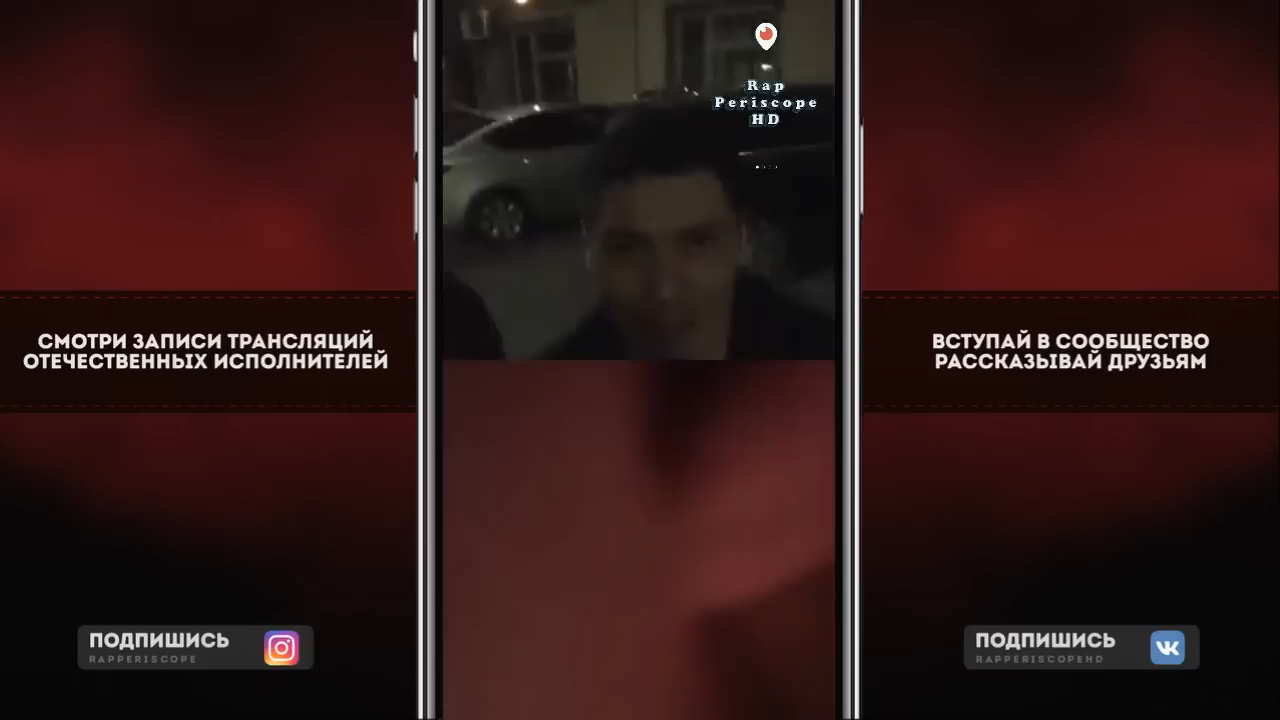 Rap
Periscope
HD
СМОТРИ ЗАПИСИ ТРАНСЛЯЦИЙ
ОТЕЧЕСТВЕННЫХ ИСПОЛНИТЕЛЕЙ
ВСТУПАЙ В СООБЩЕСТВО
РАССКАЗЫВАЙ ДРУЗЬЯМ
ПОДПИШИСЬ
RAPPERISCOPE
ПОДПИШИСЬ
RAPPERISCOPEHD